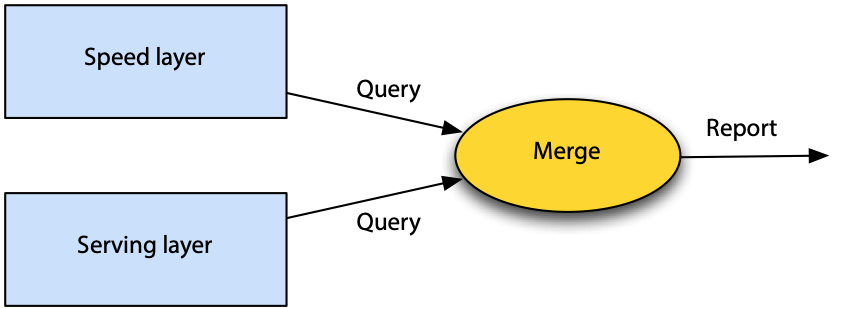 Speed layer
Query
Merge
Report
Serving layer
Query